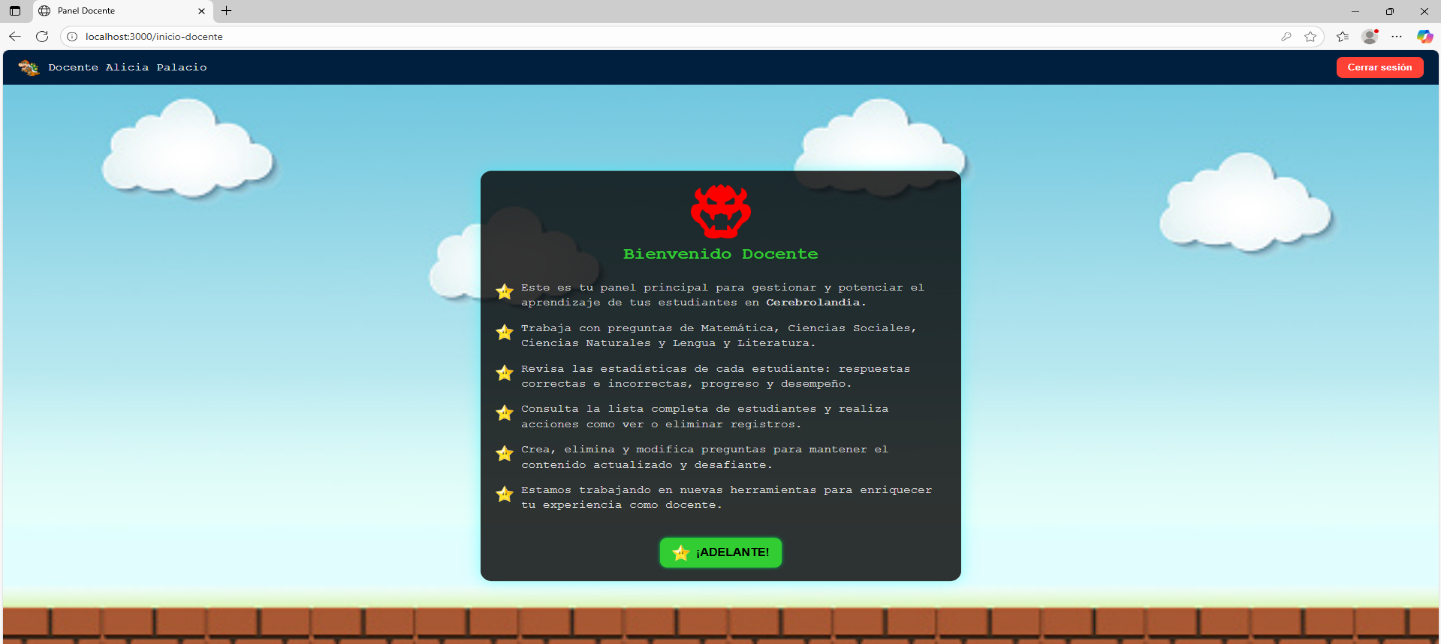 Panel Docente
localhost:3000/inicio-docente
Docente Alicia Palacio
Cerrar sesión
Bienvenido Docente
Este es tu panel principal para gestionar y potenciar el
aprendizaje de tus estudiantes en Cerebrolandia.
Trabaja con preguntas de Matemática, Ciencias Sociales,
Ciencias Naturales y Lengua y Literatura.
Revisa las estadísticas de cada estudiante: respuestas
correctas e incorrectas, progreso y desempeño.
Consulta la lista completa de estudiantes y realiza
acciones como ver o eliminar registros.
Crea, elimina y modifica preguntas para mantener el
contenido actualizado y desafiante.
Estamos trabajando en nuevas herramientas para enriquecer
tu experiencia como docente.
¡ADELANTE!